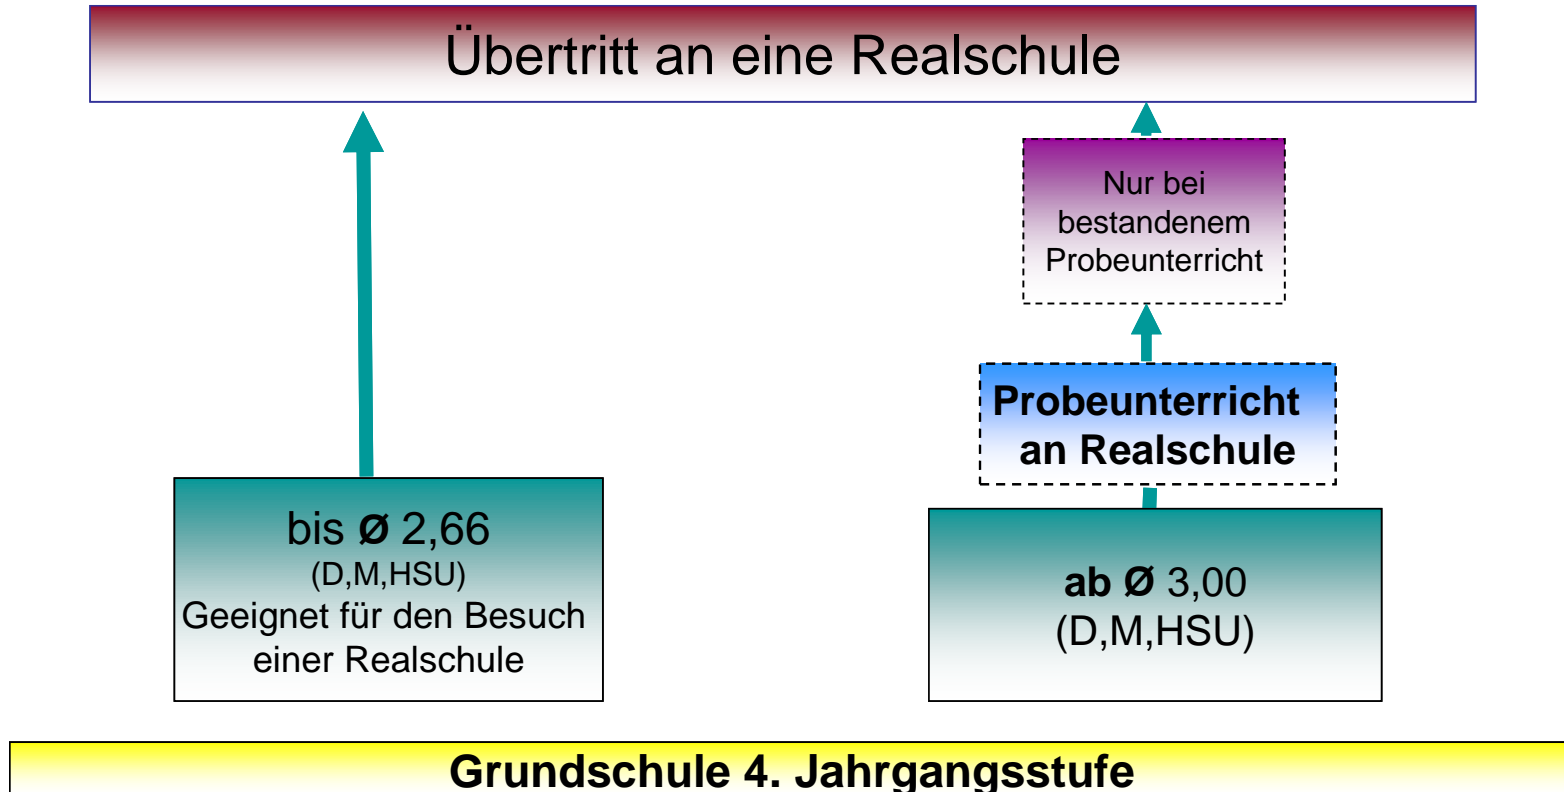 Übertritt an eine Realschule
Nur bei
bestandenem
Probeunterricht
Probeunterricht
an Realschule
bis Ø 2,66
(D,M,HSU)
Geeignet für den Besuch
einer Realschule
ab Ø 3,00
(D,M,HSU)
Grundschule 4. Jahrgangsstufe